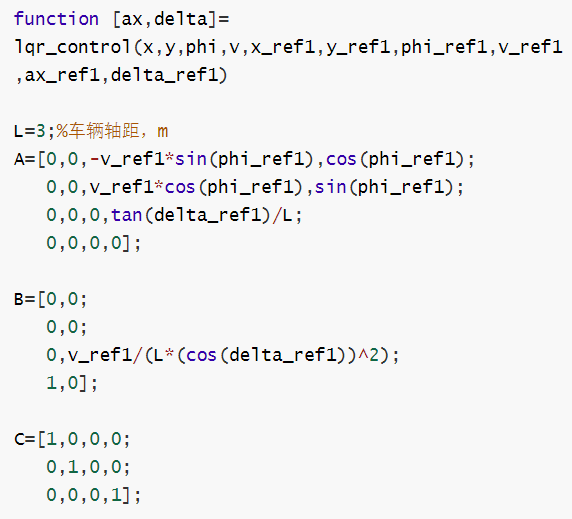 function [ax,delta]=
lqr_control(x,y,phi,v,x_ref1,y_ref1,phi_ref1,v_ref1
,ax_ref1,delta_ref1)
L=3;%车辆轴距，m
A=[0,0,-v_ref1*sin(phi_ref1),cos(phi_ref1);
0,0,v_ref1*cos(phi_ref1),sin(phi_ref1);
0,0,0,tan(delta_ref1)/L;
0,0,0,0];
B=[0,0;
0,0;
0,v_ref1/(L*(cos(delta_ref1))^2);
1,0];
C=[1,0,0,0;
0,1,0,0;
0,0,0,1];